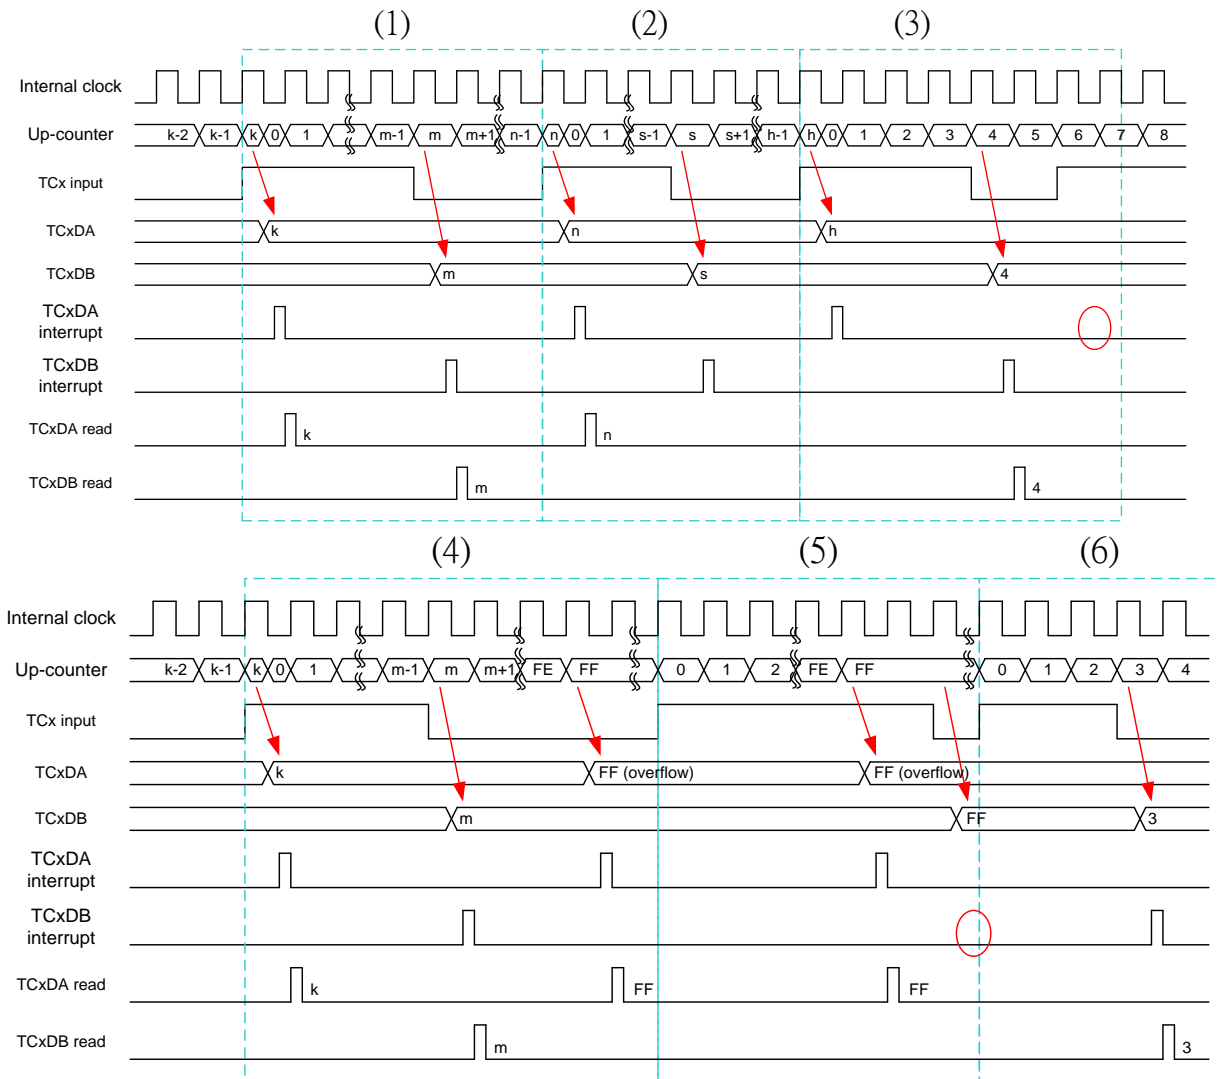 (1) (2) (3)
Internal clock
Up-counter k-2 k-1 k 0 1 m-1 m m+1 n-1 n 0 1 s-1 s s+1 h-1 h 0 1 2 3 4 5 6 7 8
TCx input
TCxDA k n h
TCxDB m s 4
TCxDA
interrupt
TCxDB
interrupt
TCxDA read k n
TCxDB read m 4
(4) (5) (6)
Internal clock
Up-counter k-2 k-1 k 0 1 m-1 m m+1 FE FF 0 1 2 FE FF 0 1 2 3 4
TCx input
TCxDA k FF (overflow) FF (overflow)
TCxDB m FF 3
TCxDA
interrupt
TCxDB
interrupt
TCxDA read k FF FF
TCxDB read m 3